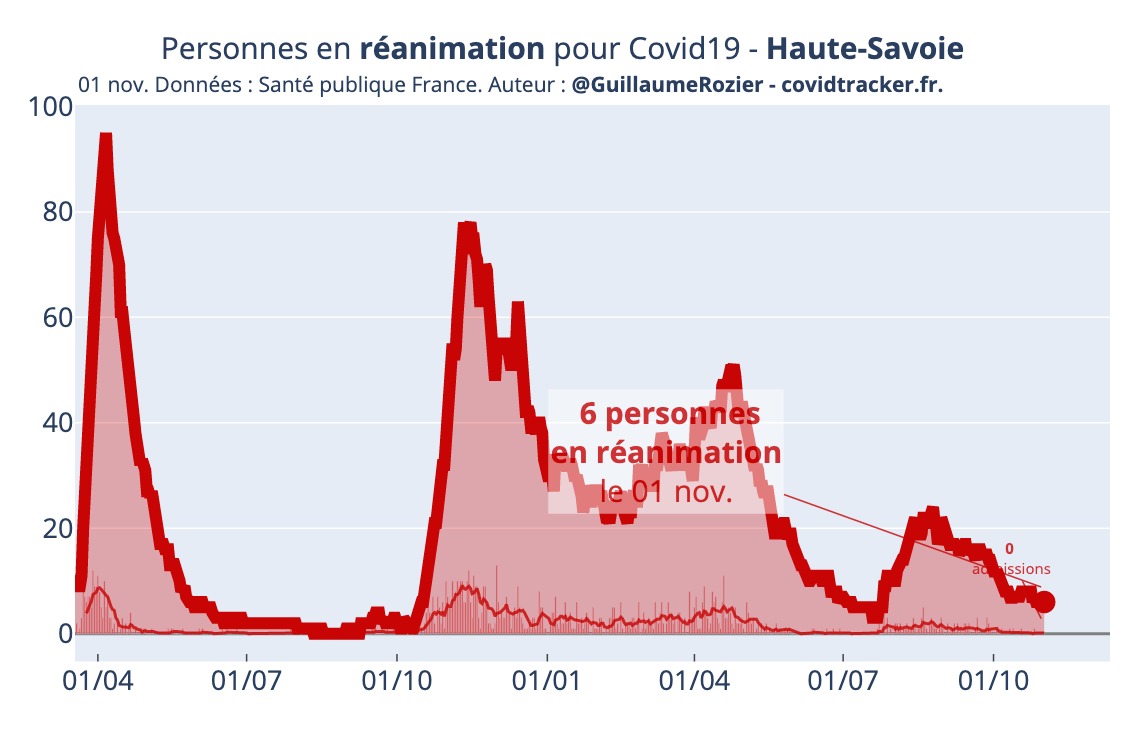 Personnes en réanimation pour Covid19 - Haute-Savoie
01 nov. Données : Santé publique France. Auteur : @GuillaumeRozier - covidtracker.fr.
100
80
60
40
20
0
6 personnes
en réanimation
le 01 nov.
0
admissions
01/04
01/07
01/10
01/01
01/04
01/07
01/10